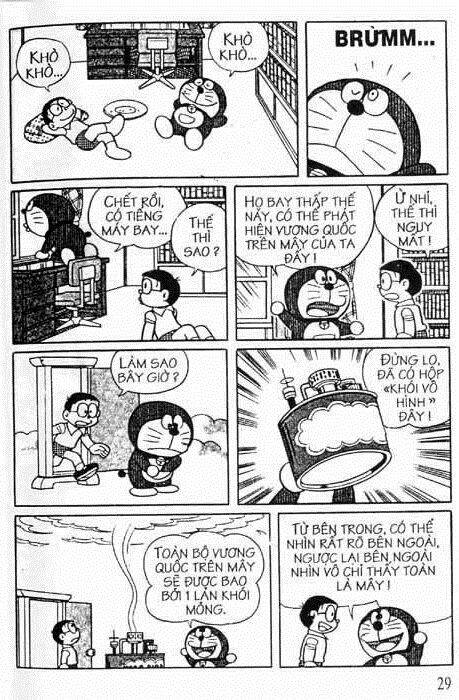 KHÒ
KHÒ...
KHÒ
KHÒ...
BRỪMM...
CHẾT RỒI,
CÓ TIẾNG
MÁY BAY...
THẾ
THÌ
SAO ?
HỌ BAY THẤP THẾ
NÀY, CÓ THỂ PHÁT
HIỆN VƯƠNG QUỐC
TRÊN MÂY CỦA TA
ĐẤY !
Ừ NHỈ,
THẾ THÌ
NGUY
MẤT !
LÀM SAO
BÂY GIỜ ?
ĐỪNG LO,
ĐÃ CÓ HỘP
«KHÓI VÔ
HÌNH »
ĐÂY !
TOÀN BỘ VƯƠNG
QUỐC TRÊN MÂY
SẼ ĐƯỢC BAO
BỞI 1 LÀN KHÓI
MỎNG.
TỪ BÊN TRONG, CÓ THỂ
NHÌN RẤT RÕ BÊN NGOÀI,
NGƯỢC LẠI BÊN NGOÀI
NHÌN VÔ CHỈ THẤY TOÀN
LÀ MÂY !
29